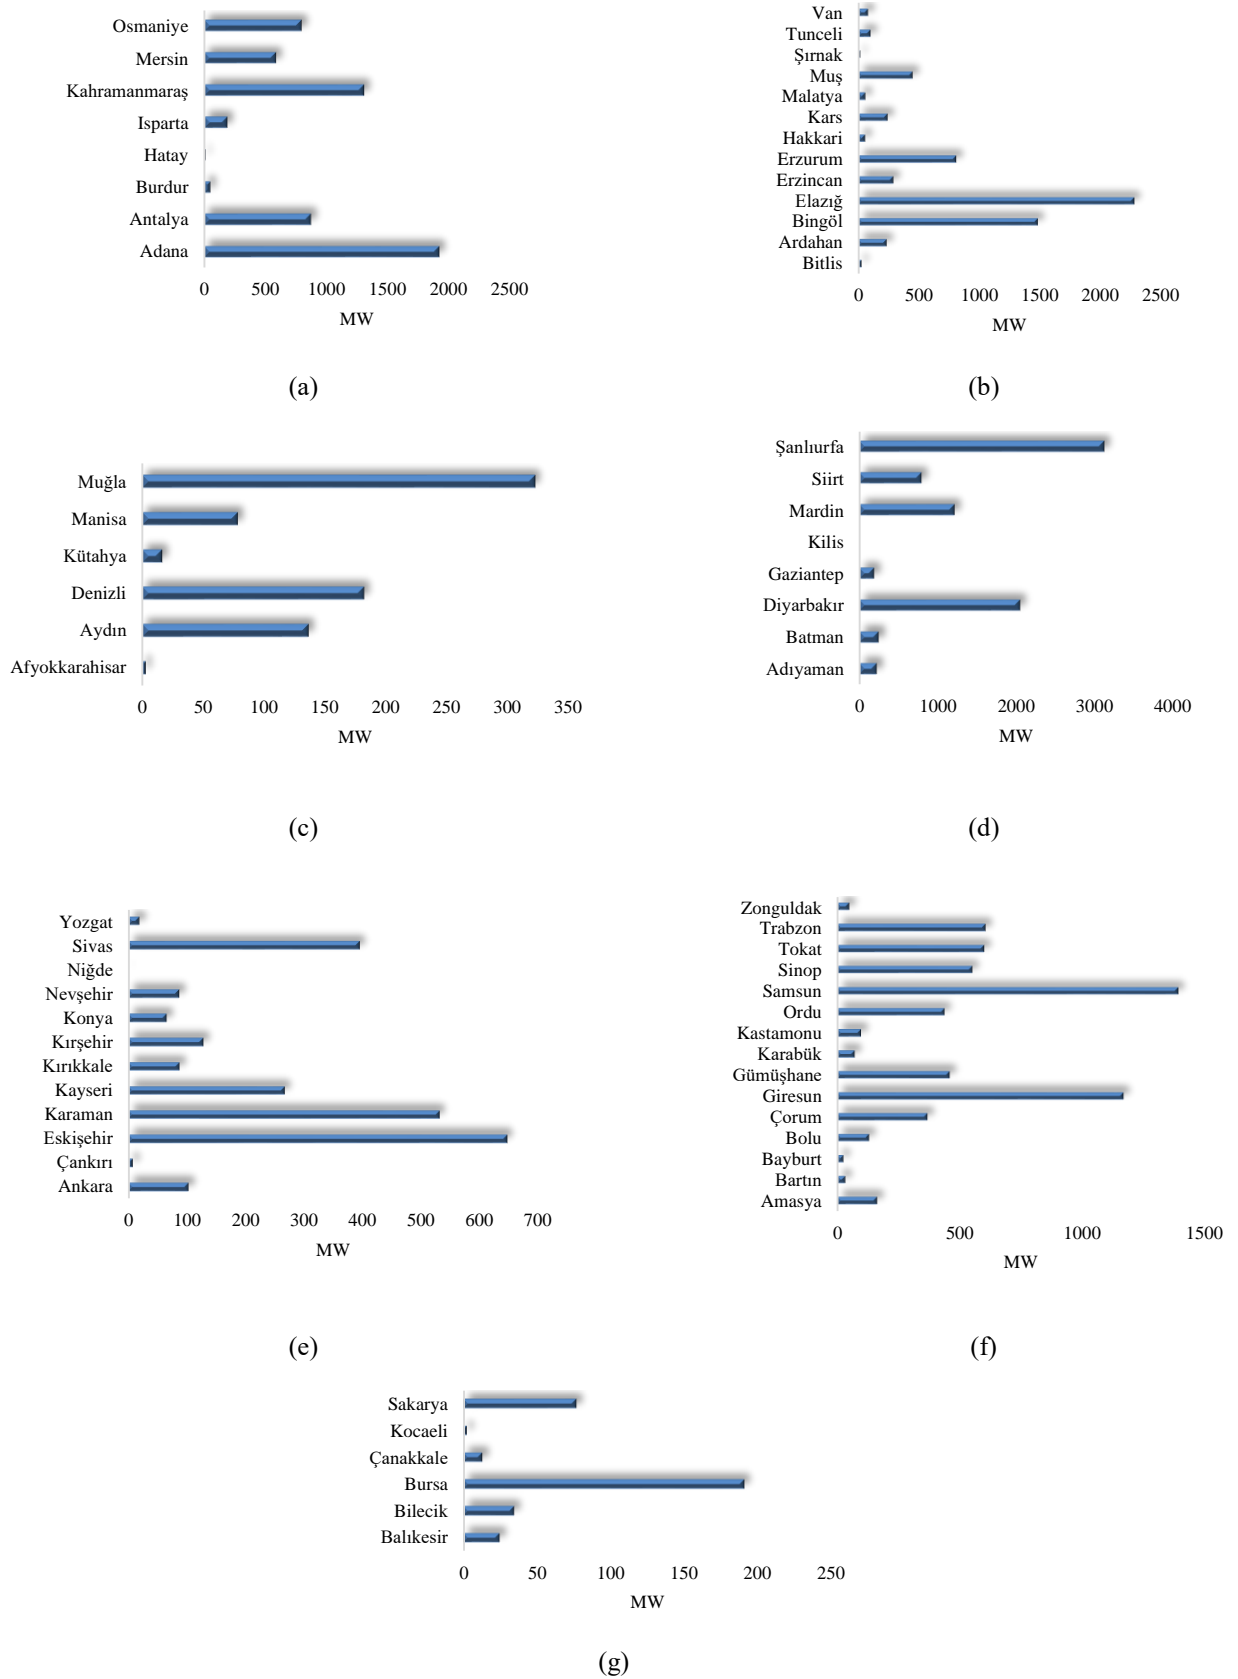 Osmaniye
Mersin
Kahramanmaraş
Isparta
Hatay
Burdur
Antalya
Adana
0 500 1000 1500 2000 2500
MW
(a)
Van
Tunceli
Şırnak
Muş
Malatya
Kars
Hakkari
Erzurum
Erzincan
Elazığ
Bingöl
Ardahan
Bitlis
0 500 1000 1500 2000 2500
MW
(b)
Muğla
Manisa
Kütahya
Denizli
Aydın
Afyokkarahisar
0 50 100 150 200 250 300 350
MW
(c)
Şanlıurfa
Siirt
Mardin
Kilis
Gaziantep
Diyarbakır
Batman
Adıyaman
0 1000 2000 3000 4000
MW
(d)
Yozgat
Sivas
Niğde
Nevşehir
Konya
Kırşehir
Kırıkkale
Kayseri
Karaman
Eskişehir
Çankırı
Ankara
0 100 200 300 400 500 600 700
MW
(e)
Zonguldak
Trabzon
Tokat
Sinop
Samsun
Ordu
Kastamonu
Karabük
Gümüşhane
Giresun
Çorum
Bolu
Bayburt
Bartın
Amasya
0 500 1000 1500
MW
(f)
Sakarya
Kocaeli
Çanakkale
Bursa
Bilecik
Balıkesir
0 50 100 150 200 250
MW
(g)